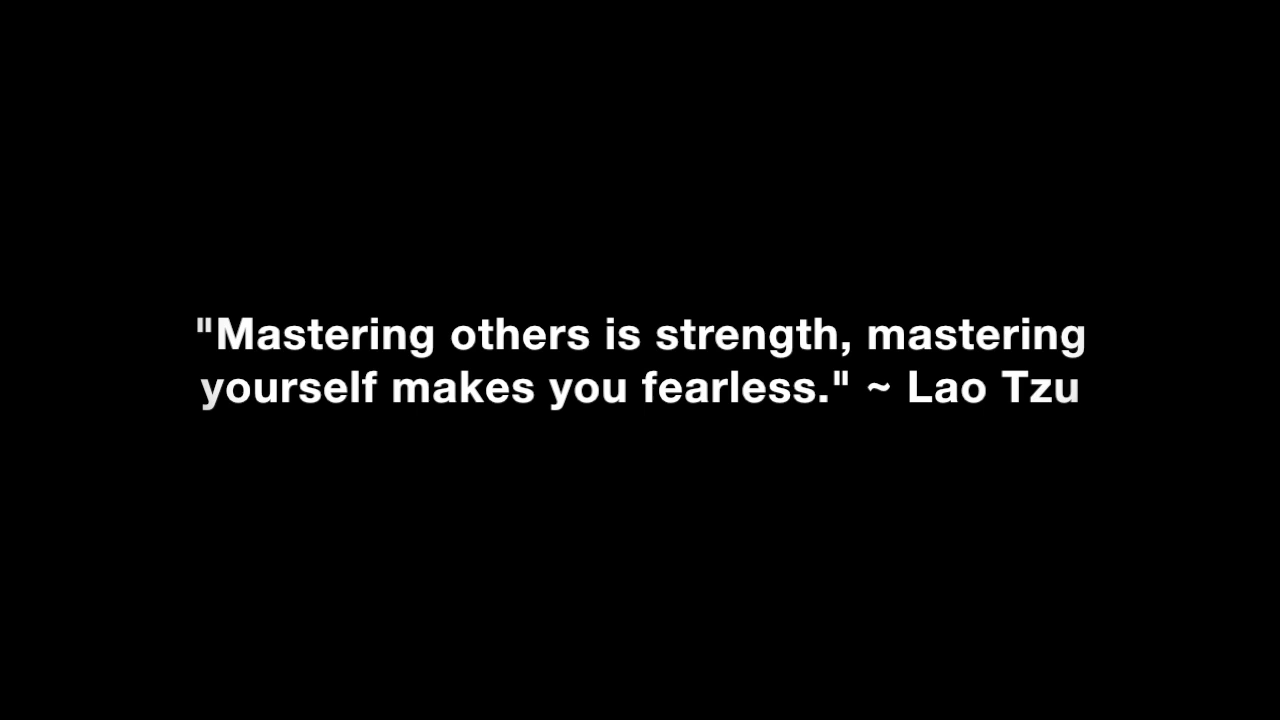 "Mastering others is strength, mastering
yourself makes you fearless." ~ Lao Tzu